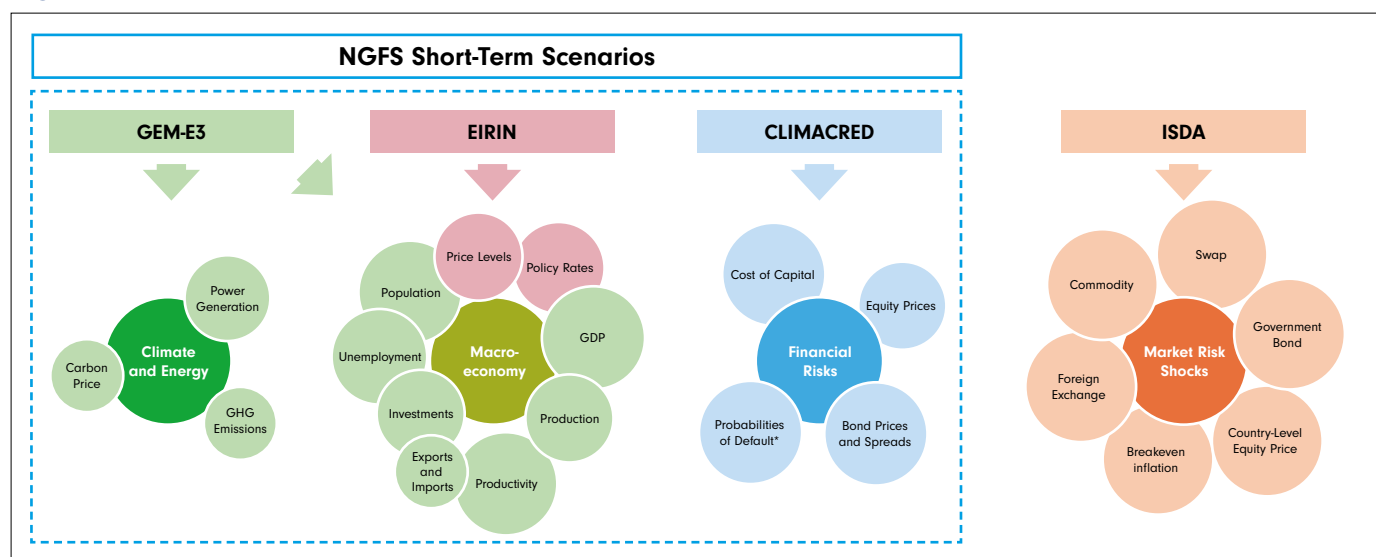 NGFS Short-Term Scenarios
GEM-E3
EIRIN
CLIMACRED
ISDA
Power
Generation
Climate
and Energy
Carbon
Price
GHG
Emissions
Price Levels
Policy Rates
Population
GDP
Unemployment
Macro-
economy
Investments
Production
Exports
and
Imports
Productivity
Cost of Capital
Equity Prices
Financial
Risks
Probabilities
of Default*
Bond Prices
and Spreads
Swap
Commodity
Government
Bond
Market Risk
Shocks
Foreign
Exchange
Country-Level
Equity Price
Breakeven
inflation